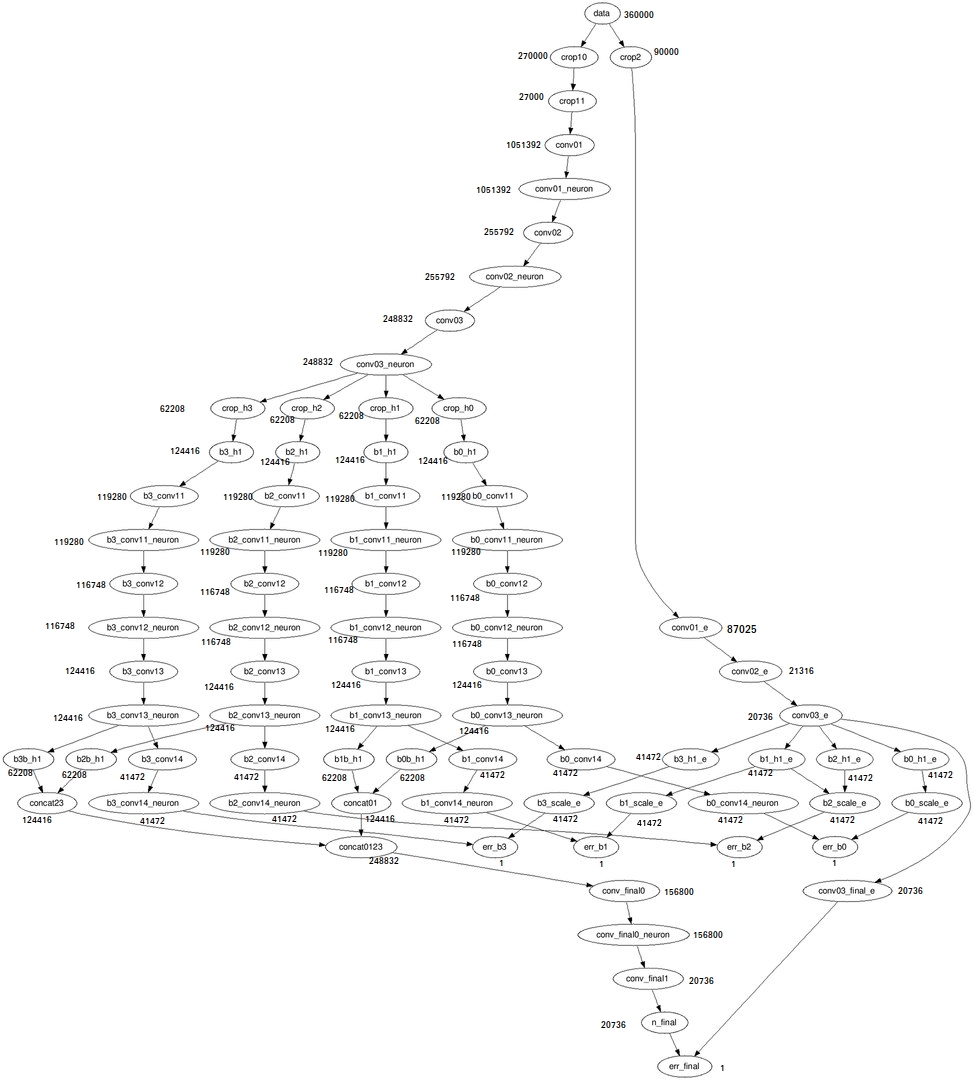 data 360000
270000 crop10 crop2 90000
27000 crop11
1051392 conv01
1051392 conv01_neuron
255792 conv02
255792 conv02_neuron
248832 conv03
248832 conv03_neuron
62208 crop_h3 62208 crop_h2 62208 crop_h1 62208 crop_h0
124416 b3_h1 124416 b2_h1 124416 b1_h1 124416 b0_h1
119280 b3_conv11 119280 b2_conv11 119280 b1_conv11 119280 b0_conv11
119280 b3_conv11_neuron 119280 b2_conv11_neuron 119280 b1_conv11_neuron 119280 b0_conv11_neuron
116748 b3_conv12 116748 b2_conv12 116748 b1_conv12 116748 b0_conv12
116748 b3_conv12_neuron 116748 b2_conv12_neuron 116748 b1_conv12_neuron 116748 b0_conv12_neuron conv01_e 87025
124416 b3_conv13 124416 b2_conv13 124416 b1_conv13 124416 b0_conv13 conv02_e 21316
124416 b3_conv13_neuron 124416 b2_conv13_neuron 124416 b1_conv13_neuron 124416 b0_conv13_neuron 20736 conv03_e
b3b_h1 b2b_h1 b3_conv14 b2_conv14 b1b_h1 b0b_h1 b1_conv14 b0_conv14 b3_h1_e b1_h1_e b2_h1_e b0_h1_e
62208 62208 41472 41472 62208 62208 41472 41472 41472 41472 41472 41472
concat23 b3_conv14_neuron b2_conv14_neuron concat01 b1_conv14_neuron b3_scale_e b1_scale_e b0_conv14_neuron b2_scale_e b0_scale_e
124416 41472 41472 124416 41472 41472 41472 41472 41472 41472
concat0123 err_b3 err_b1 err_b2 err_b0
248832 1 1 1 1
conv_final0 156800 conv03_final_e 20736
conv_final0_neuron 156800
conv_final1 20736
20736 n_final
err_final 1